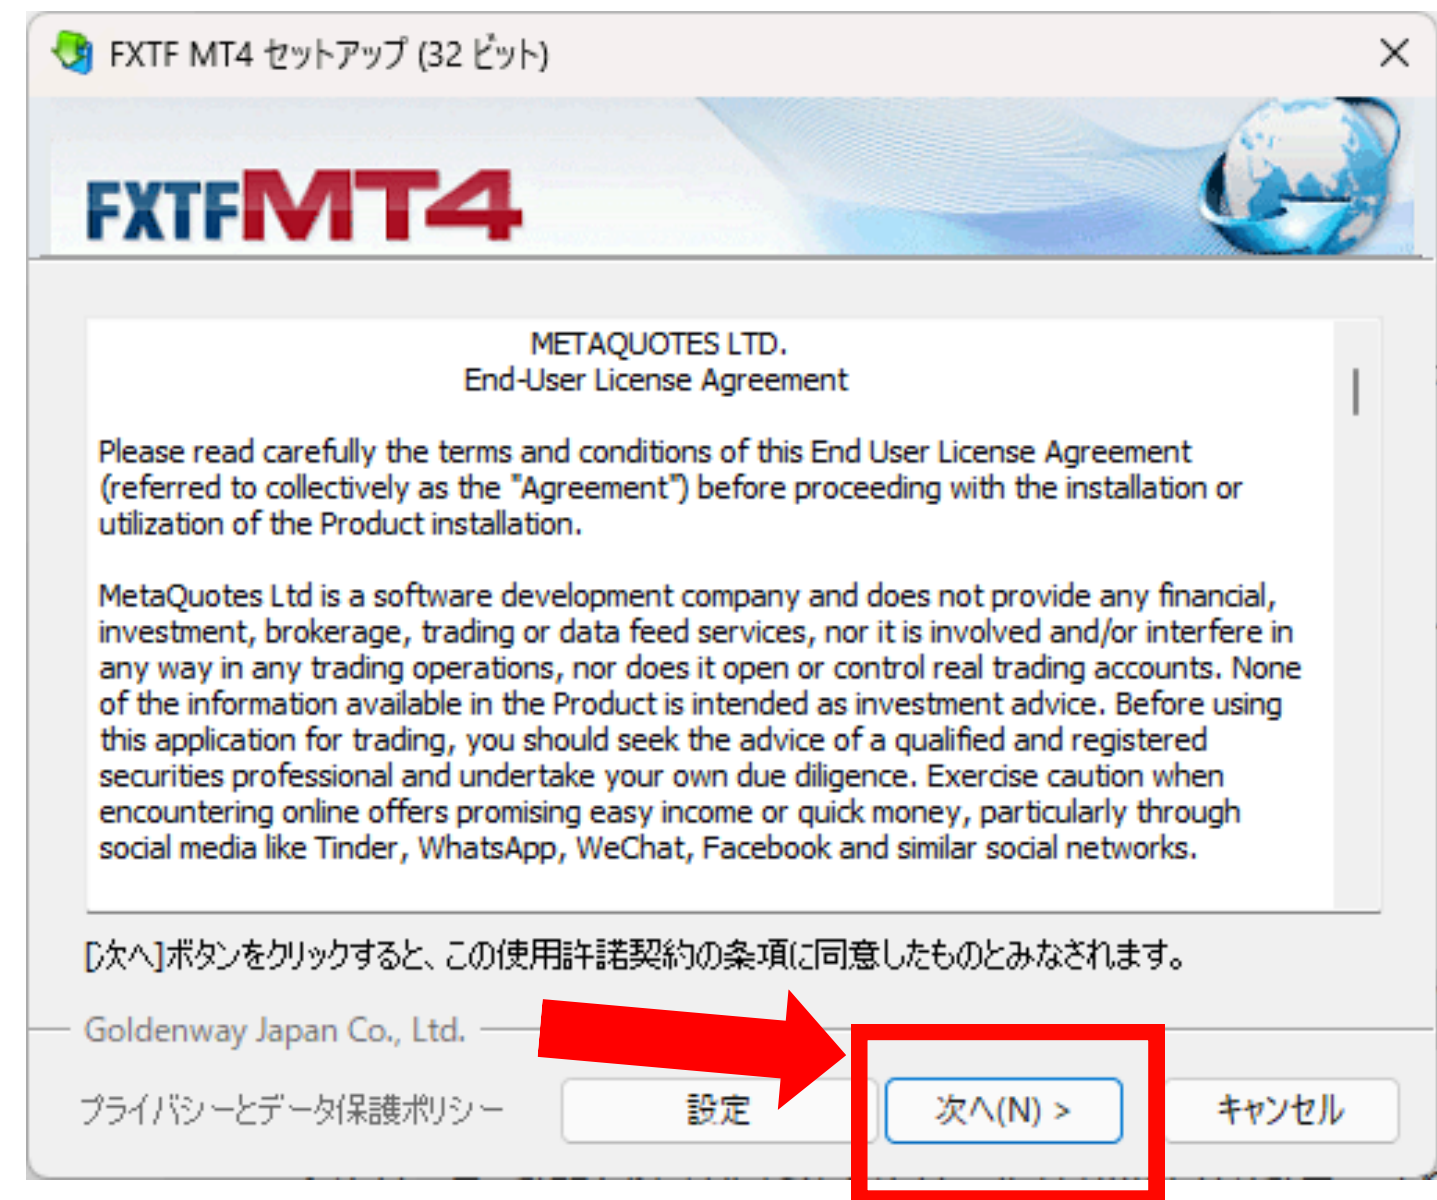 FXTF MT4 セットアップ (32 ビット)
FXTFMT4
METAQUOTES LTD.
End-User License Agreement
Please read carefully the terms and conditions of this End User License Agreement
(referred to collectively as the "Agreement") before proceeding with the installation or
utilization of the Product installation.
MetaQuotes Ltd is a software development company and does not provide any financial,
investment, brokerage, trading or data feed services, nor it is involved and/or interfere in
any way in any trading operations, nor does it open or control real trading accounts. None
of the information available in the Product is intended as investment advice. Before using
this application for trading, you should seek the advice of a qualified and registered
securities professional and undertake your own due diligence. Exercise caution when
encountering online offers promising easy income or quick money, particularly through
social media like Tinder, WhatsApp, WeChat, Facebook and similar social networks.
[次へ]ボタンをクリックすると、この使用許諾契約の条項に同意したものとみなされます。
Goldenway Japan Co., Ltd.
プライバシーとデータ保護ポリシー
設定
次へ(N) >
キャンセル